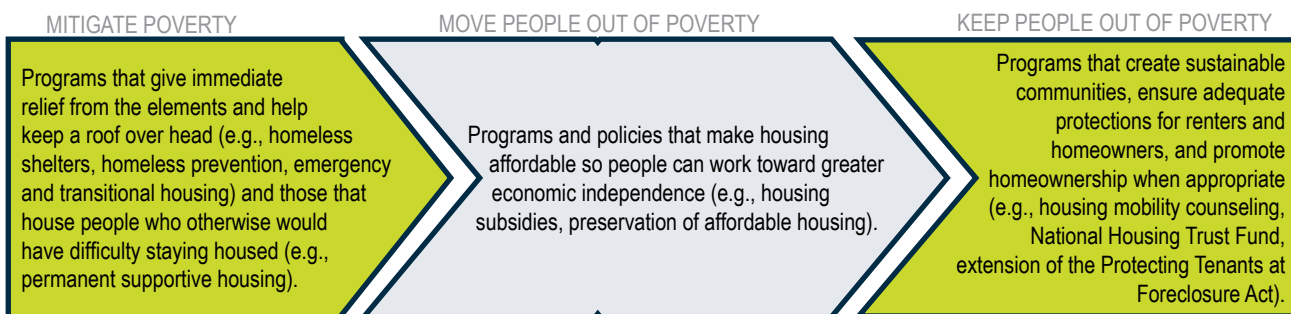 MITIGATE POVERTY
Programs that give immediate
relief from the elements and help
keep a roof over head (e.g., homeless
shelters, homeless prevention, emergency
and transitional housing) and those that
house people who otherwise would
have difficulty staying housed (e.g.,
permanent supportive housing).
MOVE PEOPLE OUT OF POVERTY
Programs and policies that make housing
affordable so people can work toward greater
economic independence (e.g., housing
subsidies, preservation of affordable housing).
KEEP PEOPLE OUT OF POVERTY
Programs that create sustainable
communities, ensure adequate
protections for renters and
homeowners, and promote
homeownership when appropriate
(e.g., housing mobility counseling,
National Housing Trust Fund,
extension of the Protecting Tenants at
Foreclosure Act).